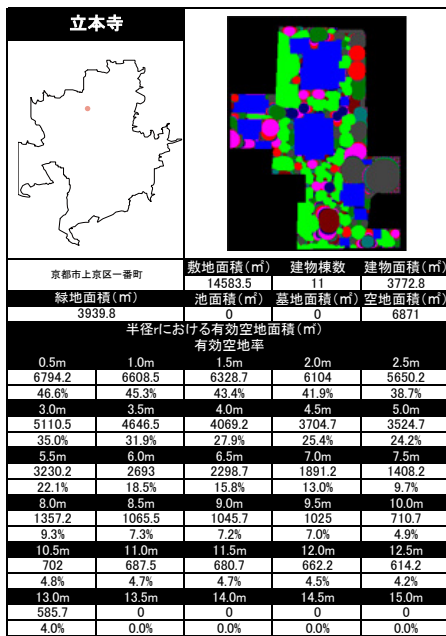 立本寺
京都市上京区一番町
敷地面積(㎡) 建物棟数 建物面積(㎡)
14583.5 11 3772.8
緑地面積(㎡) 池面積(㎡) 墓地面積(㎡) 空地面積(㎡)
3939.8 0 0 6871
半径rにおける有効空地面積(㎡)
有効空地率
0.5m 1.0m 1.5m 2.0m 2.5m
6794.2 6608.5 6328.7 6104 5650.2
46.6% 45.3% 43.4% 41.9% 38.7%
3.0m 3.5m 4.0m 4.5m 5.0m
5110.5 4646.5 4069.2 3704.7 3524.7
35.0% 31.9% 27.9% 25.4% 24.2%
5.5m 6.0m 6.5m 7.0m 7.5m
3230.2 2693 2298.7 1891.2 1408.2
22.1% 18.5% 15.8% 13.0% 9.7%
8.0m 8.5m 9.0m 9.5m 10.0m
1357.2 1065.5 1045.7 1025 710.7
9.3% 7.3% 7.2% 7.0% 4.9%
10.5m 11.0m 11.5m 12.0m 12.5m
702 687.5 680.7 662.2 614.2
4.8% 4.7% 4.7% 4.5% 4.2%
13.0m 13.5m 14.0m 14.5m 15.0m
585.7 0 0 0 0
4.0% 0.0% 0.0% 0.0% 0.0%